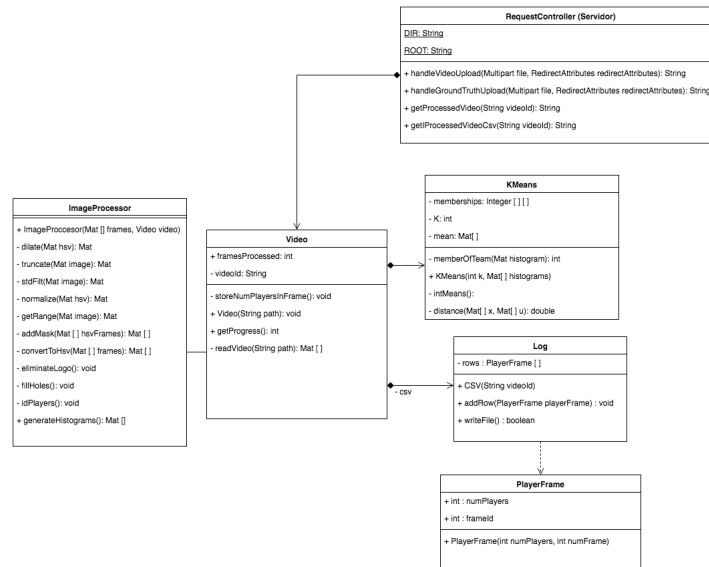 RequestController (Servidor)
DIR: String
ROOT: String
+ handleVideoUpload(Multipart file, RedirectAttributes redirectAttributes): String
+ handleGroundTruthUpload(Multipart file, RedirectAttributes redirectAttributes): String
+ getProcessedVideo(String videoId): String
+ getIProcessedVideoCsv(String videoId): String
KMeans
- memberships: Integer [ ] [ ]
- K: int
- mean: Mat[ ]
- memberOfTeam(Mat histogram): int
+ KMeans(int k, Mat[ ] histograms)
- intMeans():
- distance(Mat[ ] x, Mat[ ] u): double
ImageProcessor
+ ImageProccesor(Mat [] frames, Video video)
- dilate(Mat hsv): Mat
- truncate(Mat image): Mat
- stdFilt(Mat image): Mat
- normalize(Mat hsv): Mat
- getRange(Mat image): Mat
- addMask(Mat [ ] hsvFrames): Mat [ ]
- convertToHsv(Mat [ ] frames): Mat [ ]
- eliminateLogo(): void
- fillHoles(): void
- idPlayers(): void
+ generateHistograms(): Mat []
Video
+ framesProcessed: int
- videoId: String
- storeNumPlayersInFrame(): void
+ Video(String path): void
+ getProgress(): int
- readVideo(String path): Mat [ ]
- csv
Log
- rows : PlayerFrame [ ]
+ CSV(String videoId)
+ addRow(PlayerFrame playerFrame) : void
+ writeFile() : boolean
PlayerFrame
+ int : numPlayers
+ int : frameId
+ PlayerFrame(int numPlayers, int numFrame)